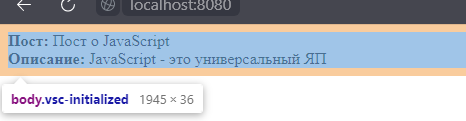 localhost:8080
Пост: Пост о JavaScript
Описание: JavaScript - это универсальный ЯП
body.vsc-initialized 1945 × 36